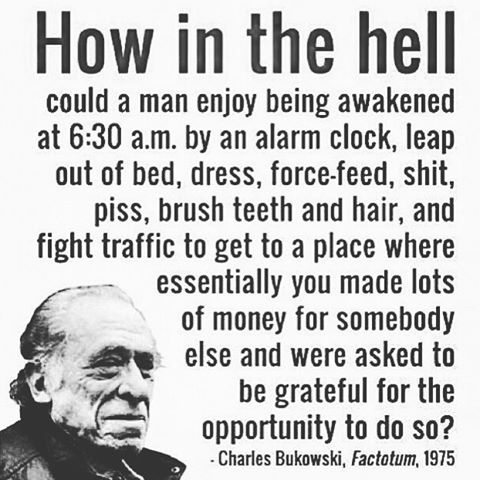 How in the hell
could a man enjoy being awakened
at 6:30 a.m. by an alarm clock, leap
out of bed, dress, force-feed, shit,
piss, brush teeth and hair, and
fight traffic to get to a place where
essentially you made lots
of money for somebody
else and were asked to
be grateful for the
opportunity to do so?
- Charles Bukowski, Factotum, 1975